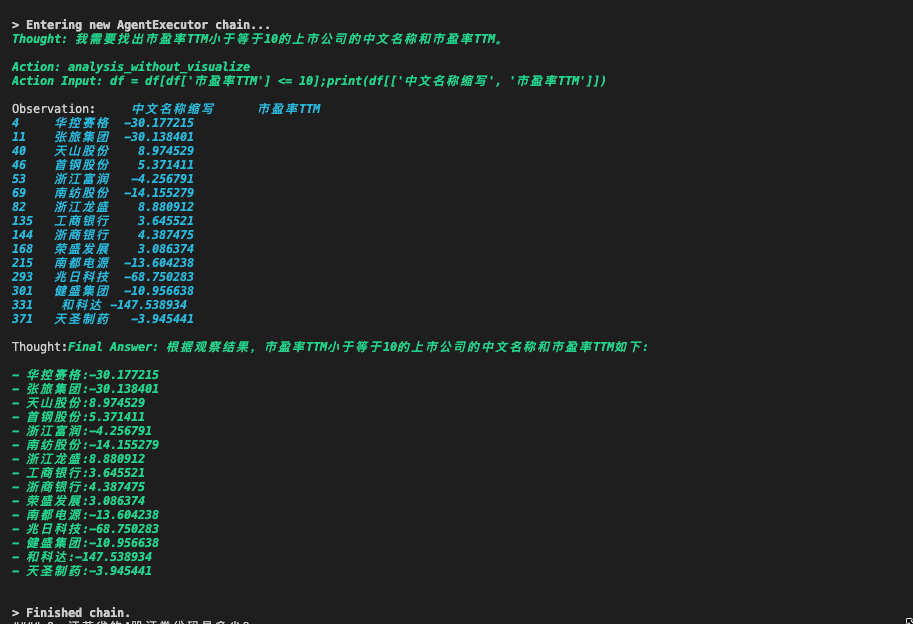 > Entering new AgentExecutor chain...
Thought: 我需要找出市盈率TTM小于等于10的上市公司的中文名称和市盈率TTM。
Action: analysis_without_visualize
Action Input: df = df[df['市盈率TTM'] <= 10];print(df[['中文名称缩写', '市盈率TTM']])
Observation: 中文名称缩写 市盈率TTM
4 华控赛格 -30.177215
11 张旅集团 -30.138401
40 天山股份 8.974529
46 首钢股份 5.371411
53 浙江富润 -4.256791
69 南纺股份 -14.155279
82 浙江龙盛 8.880912
135 工商银行 3.645521
144 浙商银行 4.387475
168 荣盛发展 3.086374
215 南都电源 -13.604238
293 兆日科技 -68.750283
301 健盛集团 -10.956638
331 和科达 -147.538934
371 天圣制药 -3.945441
Thought:Final Answer: 根据观察结果, 市盈率TTM小于等于10的上市公司的中文名称和市盈率TTM如下:
- 华控赛格:-30.177215
- 张旅集团:-30.138401
- 天山股份:8.974529
- 首钢股份:5.371411
- 浙江富润:-4.256791
- 南纺股份:-14.155279
- 浙江龙盛:8.880912
- 工商银行:3.645521
- 浙商银行:4.387475
- 荣盛发展:3.086374
- 南都电源:-13.604238
- 兆日科技:-68.750283
- 健盛集团:-10.956638
- 和科达:-147.538934
- 天圣制药:-3.945441
> Finished chain.